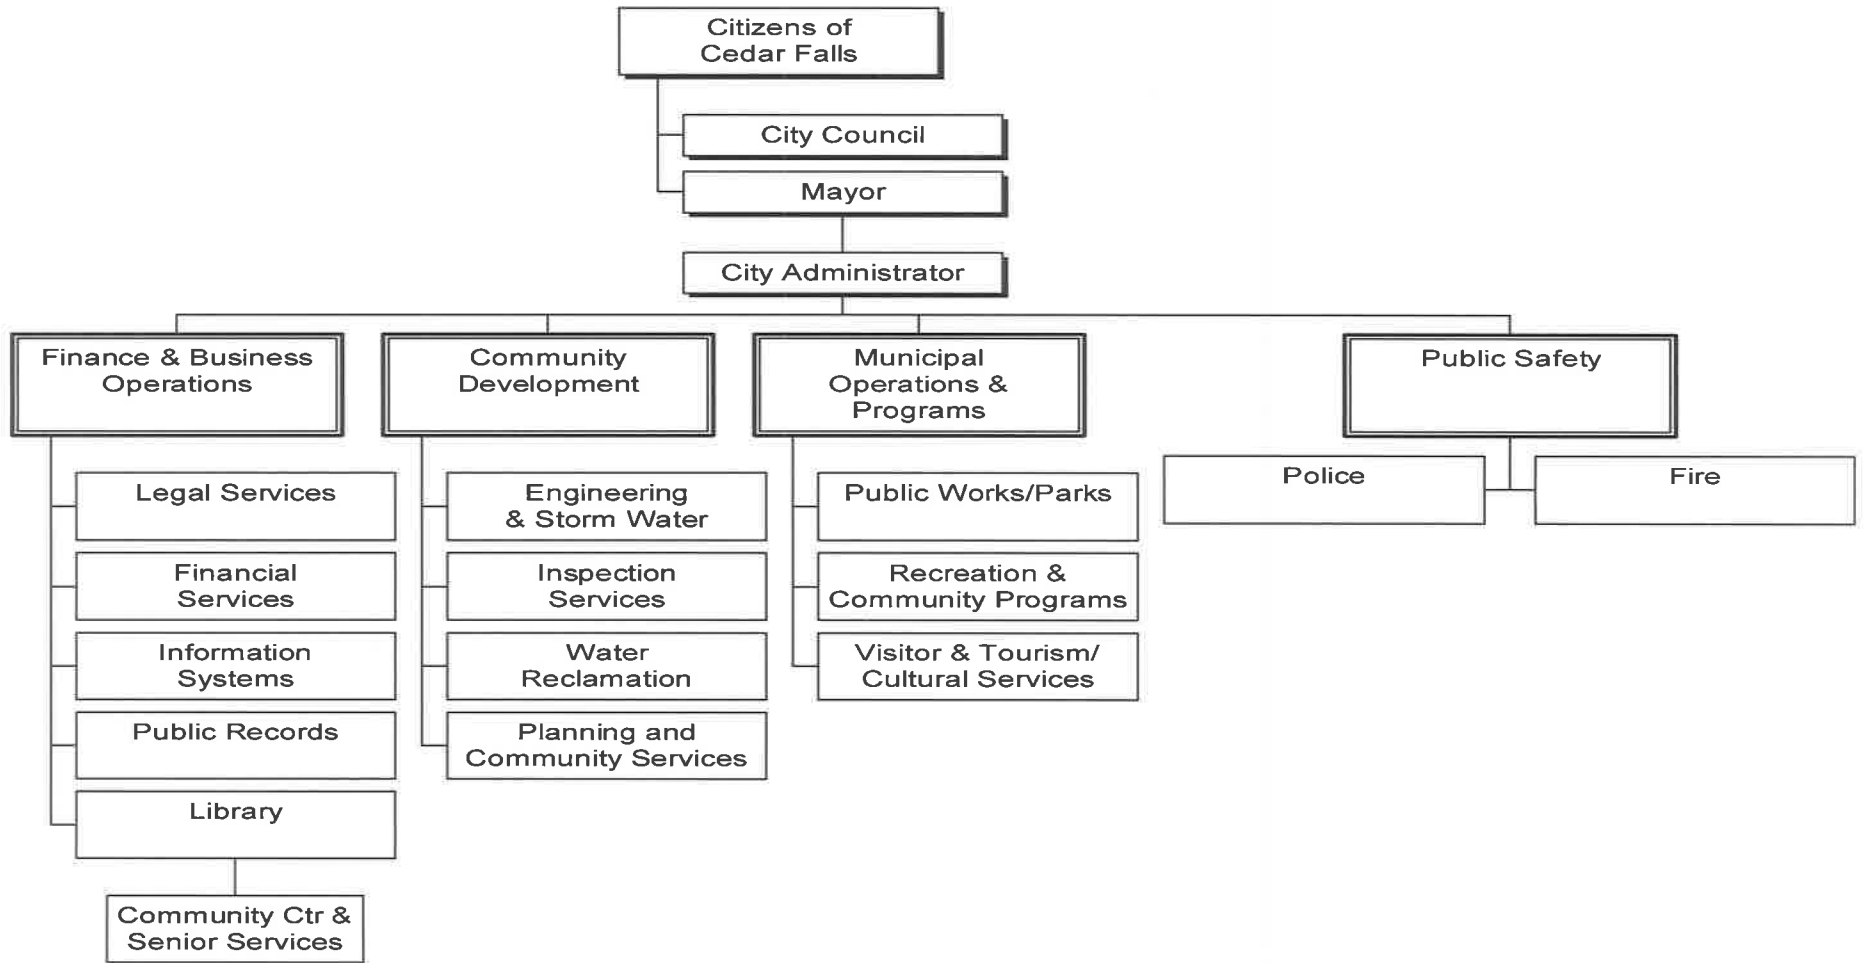 Citizens of
Cedar Falls
City Council
Mayor
City Administrator
Finance & Business
Operations
Community
Development
Municipal
Operations &
Programs
Public Safety
Legal Services
Financial
Services
Information
Systems
Public Records
Library
Community Ctr &
Senior Services
Engineering
& Storm Water
Inspection
Services
Water
Reclamation
Planning and
Community Services
Public Works/Parks
Recreation &
Community Programs
Visitor & Tourism/
Cultural Services
Police
Fire